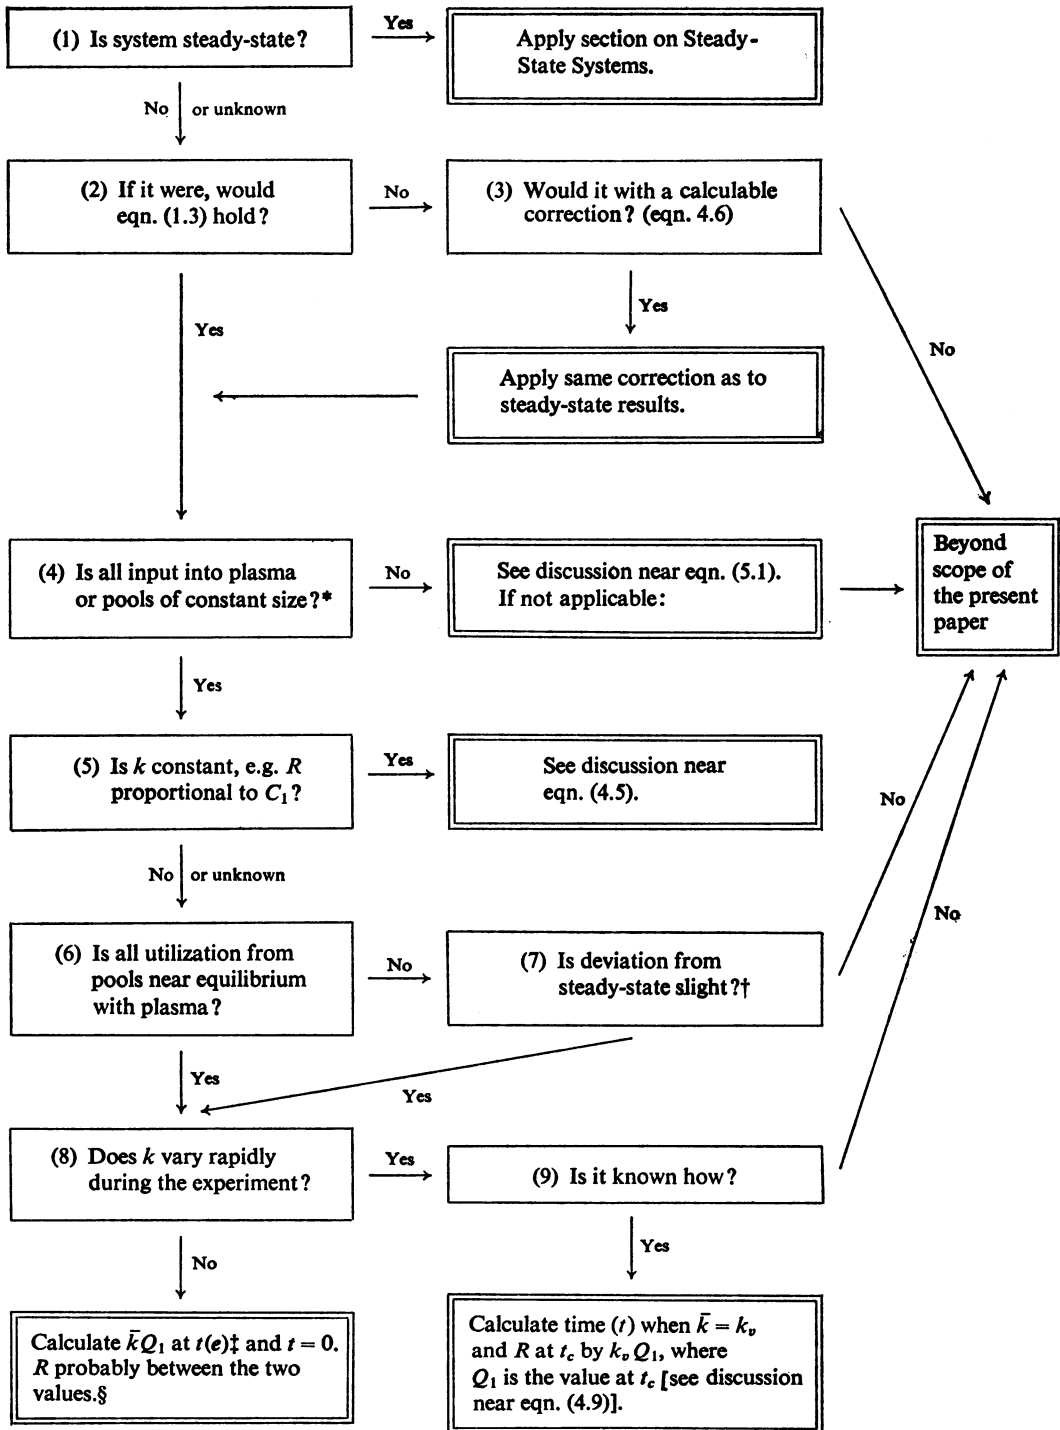 (1) Is system steady-state?
Yes
Apply section on Steady-
State Systems.
No or unknown
(2) If it were, would
eqn. (1.3) hold?
No
(3) Would it with a calculable
correction? (eqn. 4.6)
Yes
Yes
No
Apply same correction as to
steady-state results.
(4) Is all input into plasma
or pools of constant size?*
No
See discussion near eqn. (5.1).
If not applicable:
Beyond
scope of
the present
paper
Yes
(5) Is k constant, e.g. R
proportional to C₁?
Yes
See discussion near
eqn. (4.5).
No
No or unknown
No
(6) Is all utilization from
pools near equilibrium
with plasma?
No
(7) Is deviation from
steady-state slight?†
Yes
Yes
(8) Does k vary rapidly
during the experiment?
Yes
(9) Is it known how?
No
Yes
Calculate k̄Q₁ at t(e)‡ and t = 0.
R probably between the two
values.§
Calculate time (t) when k̄ = kᵥ
and R at t_c by kᵥ Q₁, where
Q₁ is the value at t_c [see discussion
near eqn. (4.9)].